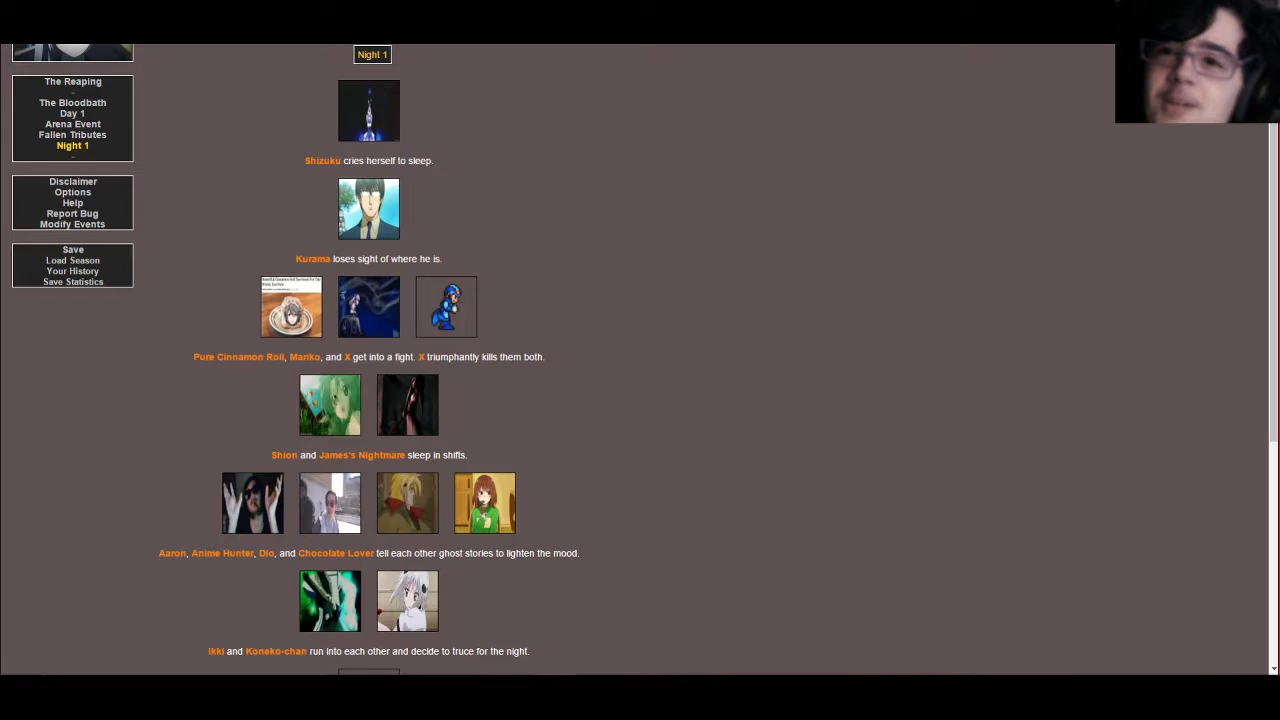 Night 1
The Reaping
-
The Bloodbath
Day 1
Arena Event
Fallen Tributes
Night 1
-
Disclaimer
Options
Help
Report Bug
Modify Events
Save
Load Season
Your History
Save Statistics
Shizuku cries herself to sleep.
Kurama loses sight of where he is.
Pure Cinnamon Roll, Mariko, and X get into a fight. X triumphantly kills them both.
Shion and James's Nightmare sleep in shifts.
Aaron, Anime Hunter, Dio, and Chocolate Lover tell each other ghost stories to lighten the mood.
Ikki and Koneko-chan run into each other and decide to truce for the night.